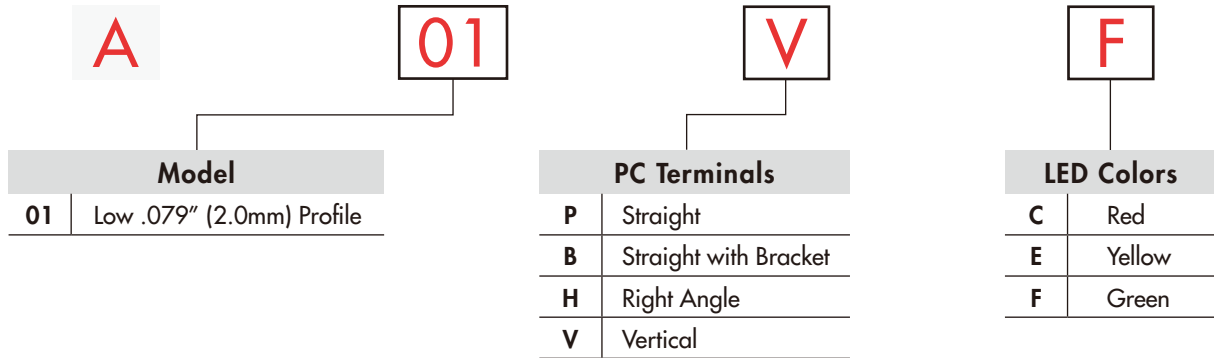 A 01 V F
Model
01 Low .079” (2.0mm) Profile
PC Terminals
P Straight
B Straight with Bracket
H Right Angle
V Vertical
LED Colors
C Red
E Yellow
F Green